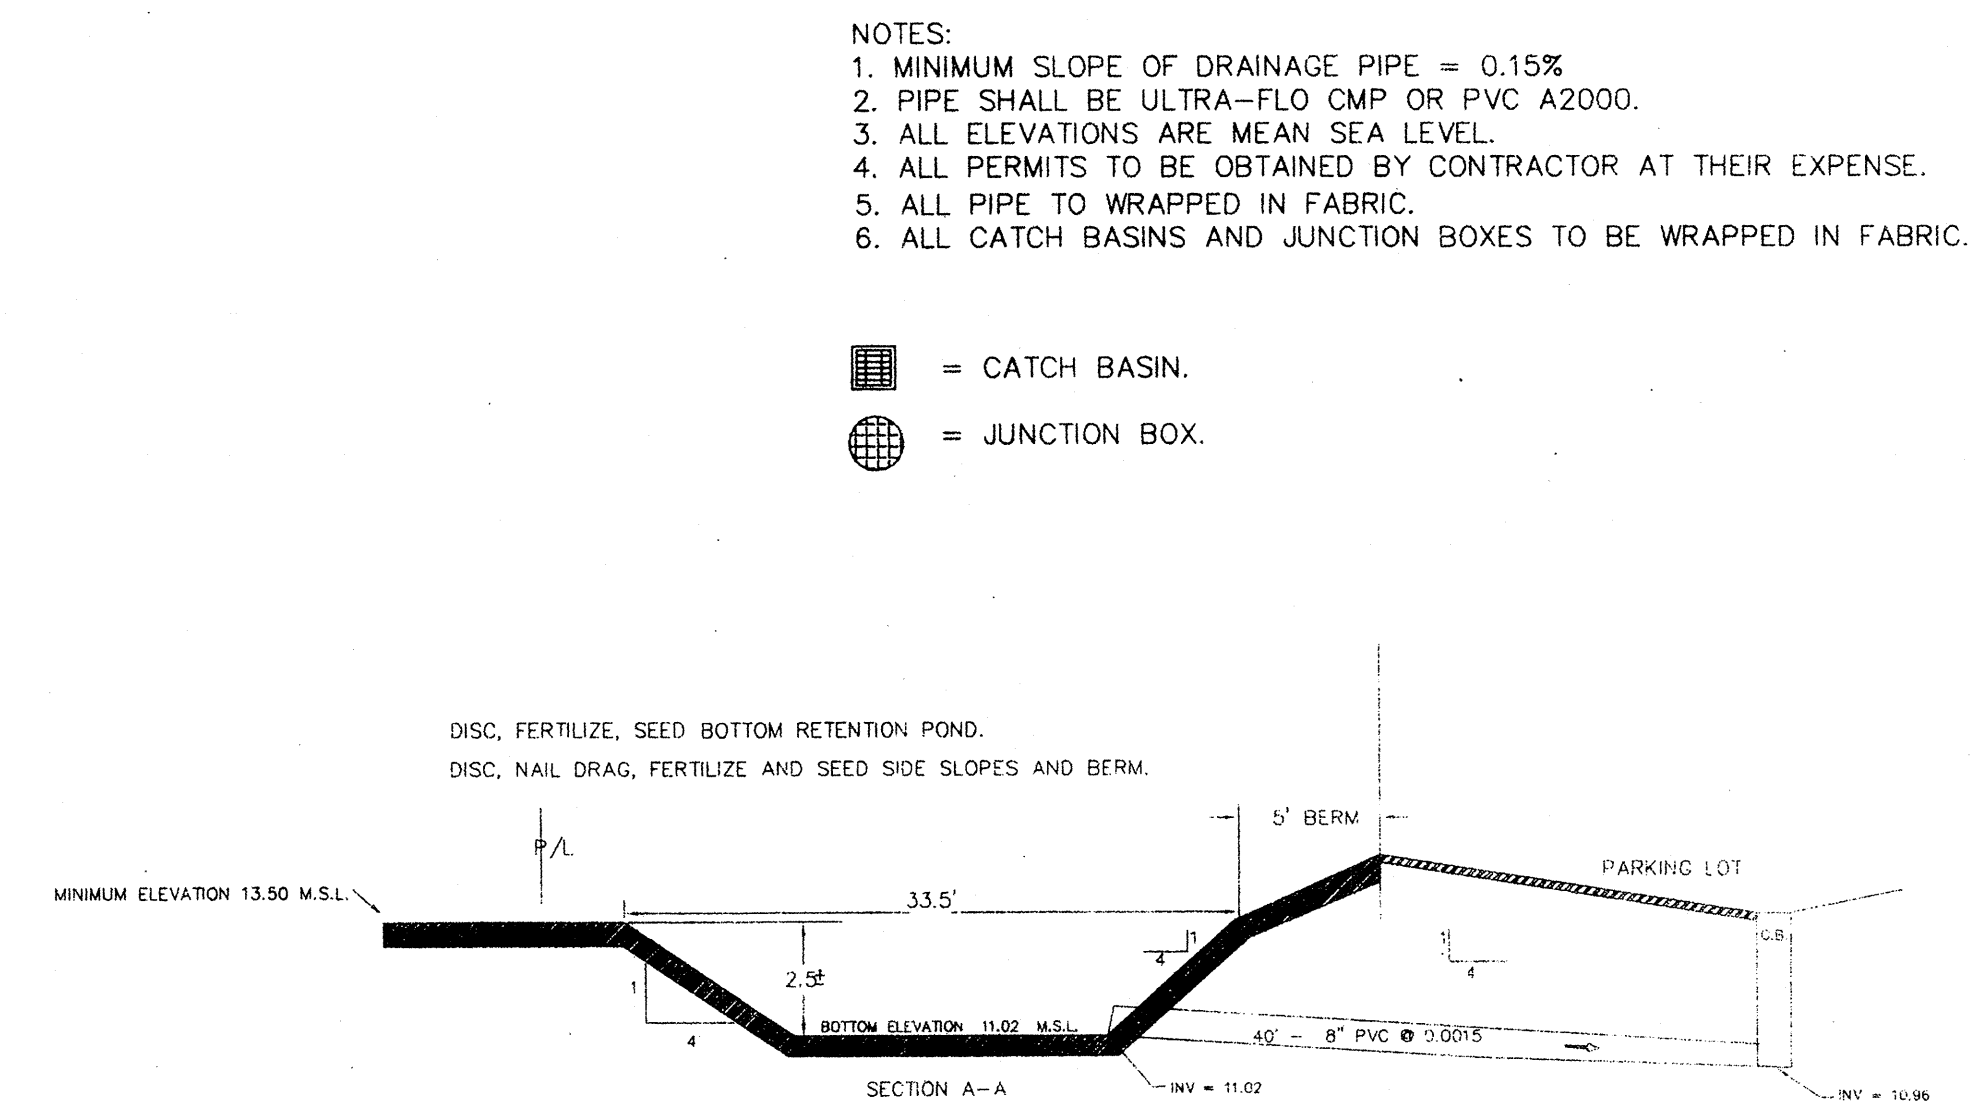 NOTES:
1. MINIMUM SLOPE OF DRAINAGE PIPE = 0.15%
2. PIPE SHALL BE ULTRA-FLO CMP OR PVC A2000.
3. ALL ELEVATIONS ARE MEAN SEA LEVEL.
4. ALL PERMITS TO BE OBTAINED BY CONTRACTOR AT THEIR EXPENSE.
5. ALL PIPE TO WRAPPED IN FABRIC.
6. ALL CATCH BASINS AND JUNCTION BOXES TO BE WRAPPED IN FABRIC.
= CATCH BASIN.
= JUNCTION BOX.
DISC, FERTILIZE, SEED BOTTOM RETENTION POND.
DISC, NAIL DRAG, FERTILIZE AND SEED SIDE SLOPES AND BERM.
5' BERM
P/L
PARKING LOT
MINIMUM ELEVATION 13.50 M.S.L.
33.5'
C.B.
1
4
1
4
2.5±
1
4
BOTTOM ELEVATION 11.02 M.S.L.
40' - 8" PVC @ 0.0015
SECTION A-A
INV = 11.02
INV = 10.96